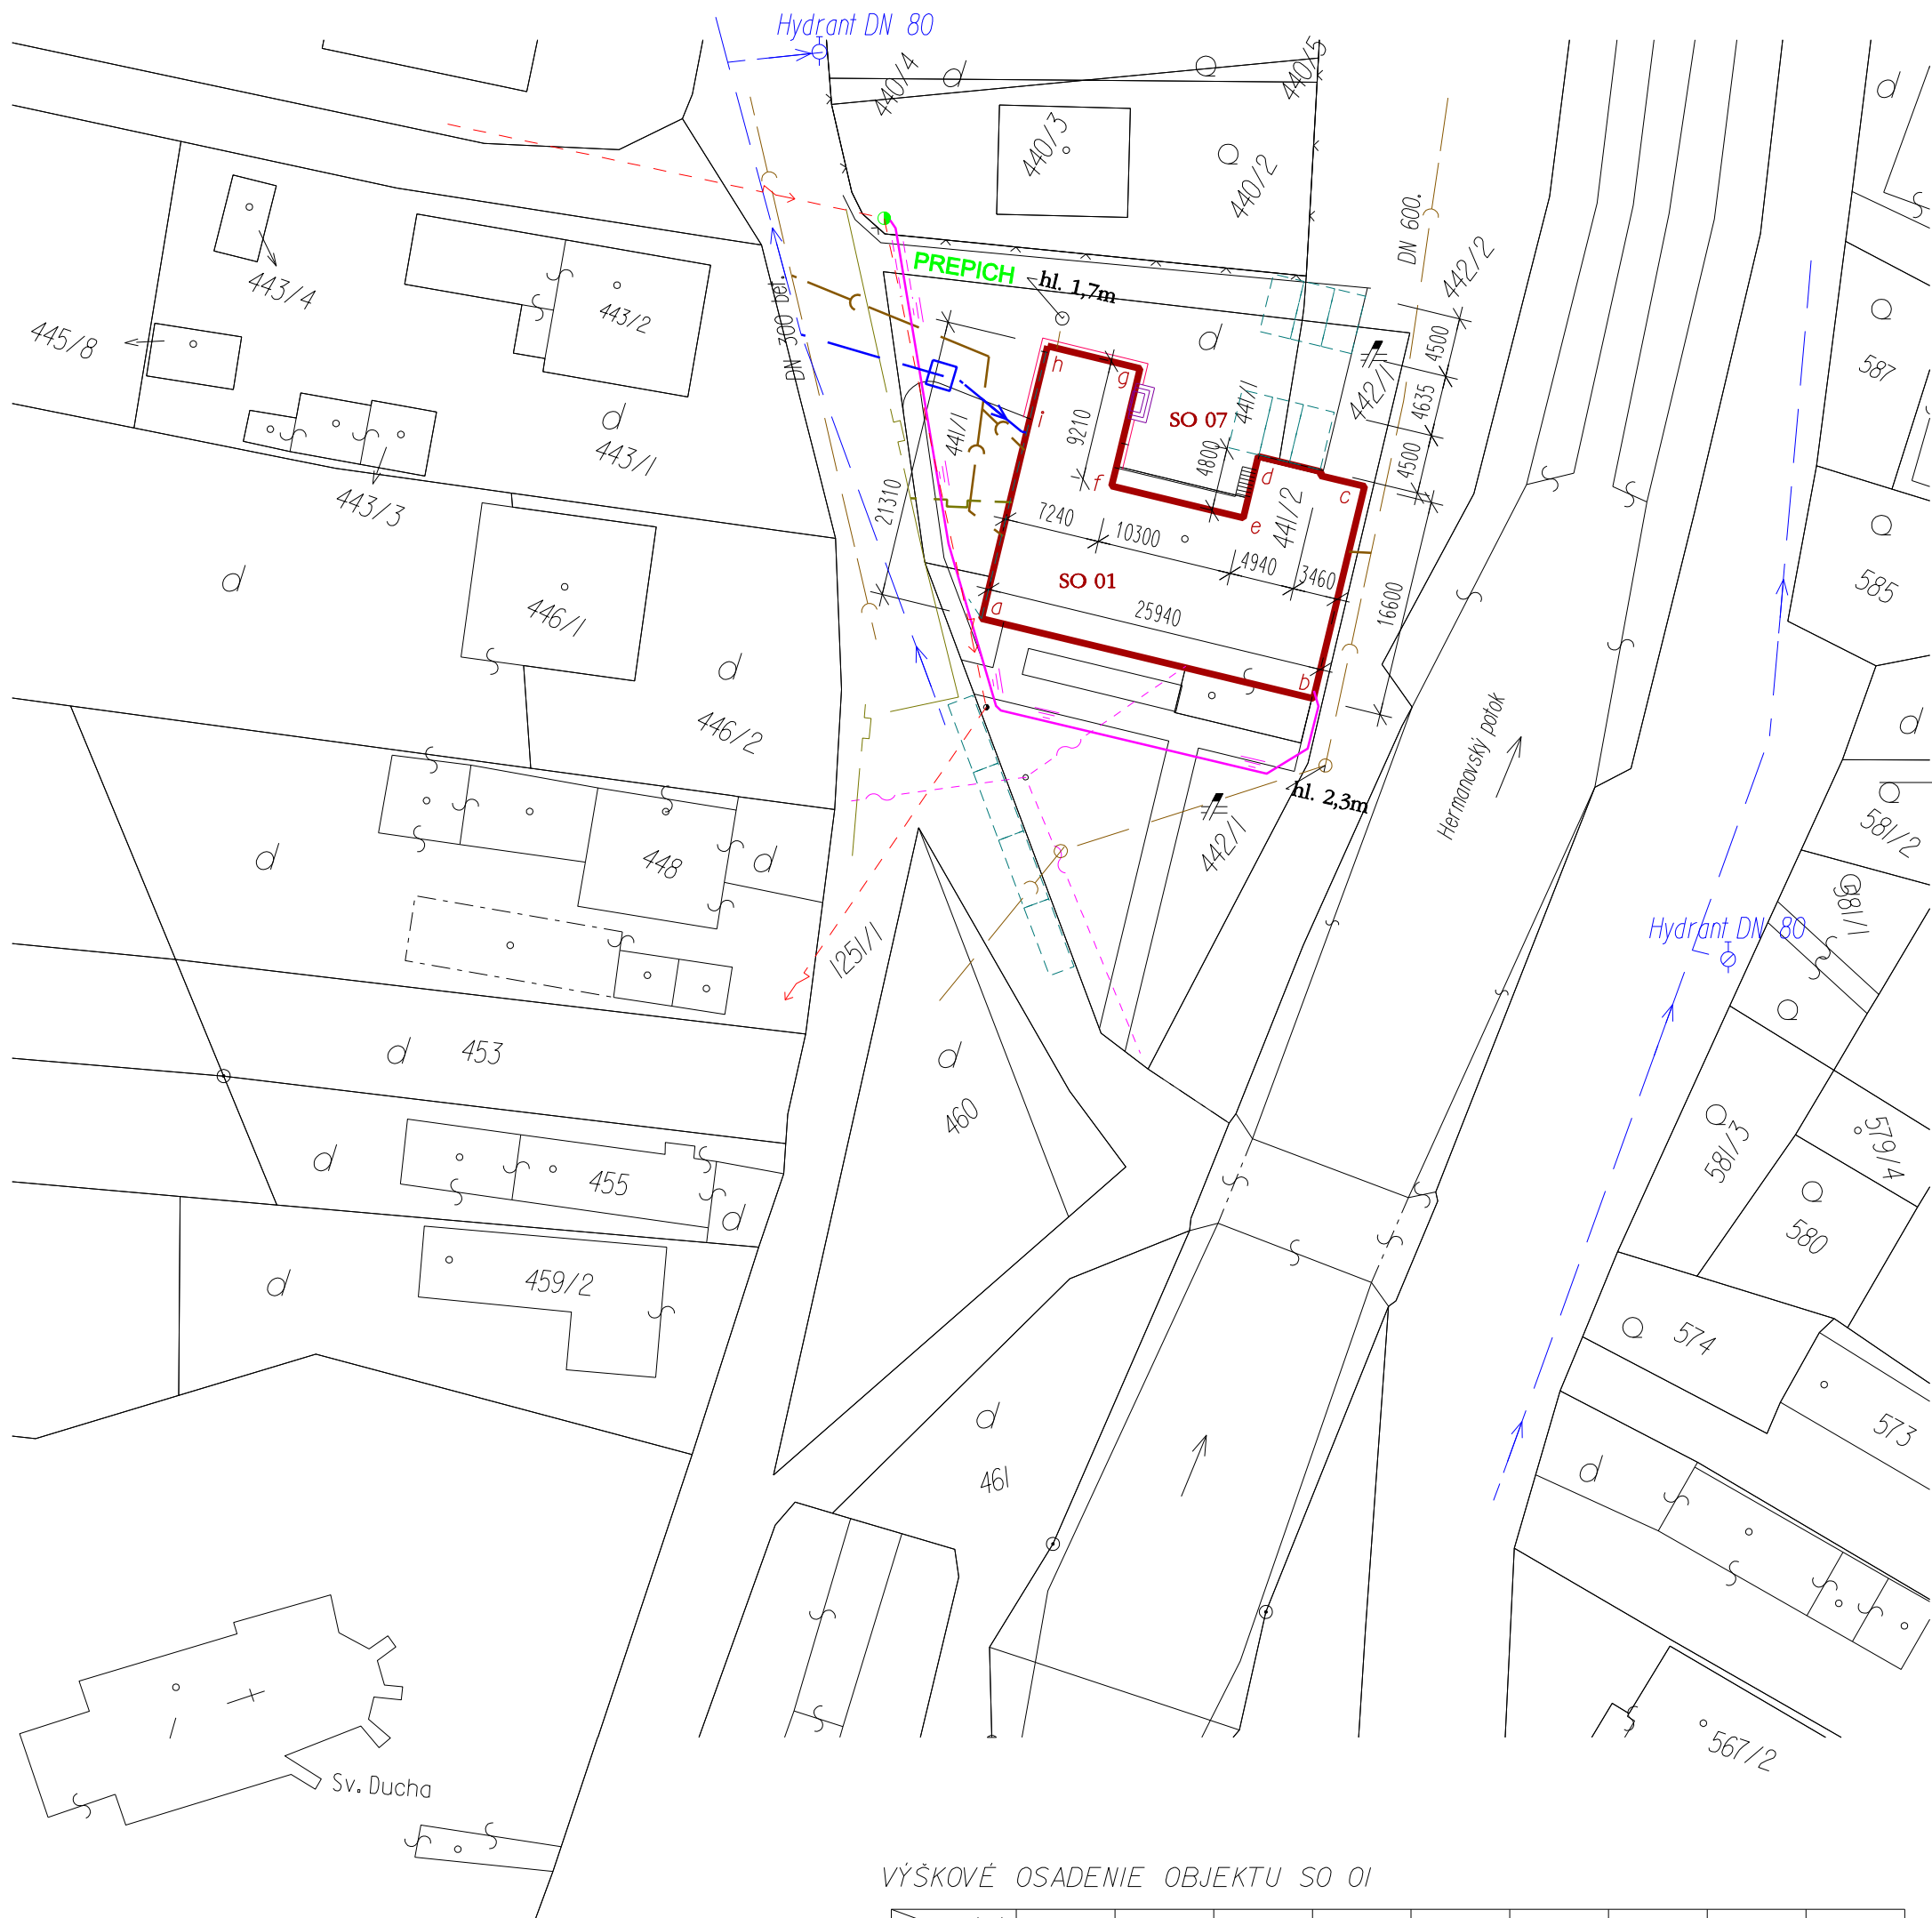 Hydrant DN 80
440/4
d
Q
440/5
440/3
Q
440/2
d
DN 600.
442/2
443/4
443/2
445/8
PREPICH
hl. 1,7m
DN 300 bet.
d
4500
442/1
4635
4500
Q
587
h
g
i
9210
441/1
SO 07
441/1
4800
d
443/1
443/3
21310
f
d
c
e
441/2
7240
10300
4940
3460
16600
Q
585
d
446/1
SO 01
a
25940
b
d
446/2
Hermanovský potok
d
hl. 2,3m
442/1
Q
581/2
d
448
d
Q
581/1
Hydrant DN 80
1251/1
Q
d
453
d
460
Q
581/3
579/4
d
455
d
Q
580
d
459/2
Q
574
573
d
461
d
567/2
Sv. Ducha
VÝŠKOVÉ OSADENIE OBJEKTU SO 01